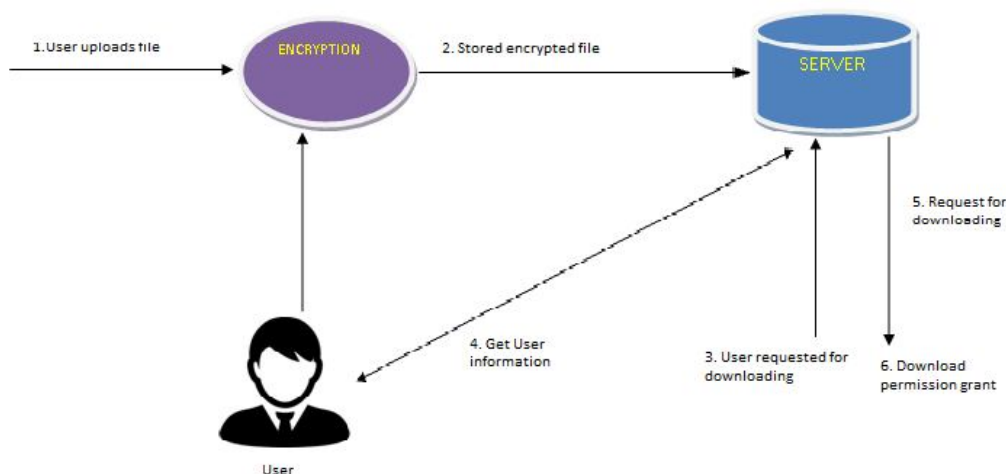 1.User uploads file
ENCRYPTION
2. Stored encrypted file
SERVER
5. Request for
downloading
4. Get User
information
3. User requested for
downloading
6. Download
permission grant
User